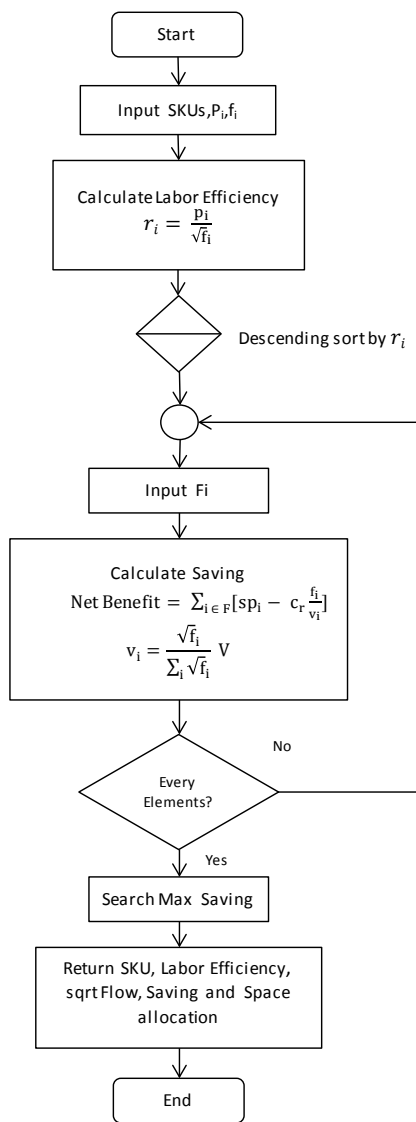 Start
Input SKUs,Pᵢ,fᵢ
Calculate Labor Efficiency
rᵢ = pᵢ / √fᵢ
Descending sort by rᵢ
Input Fi
Calculate Saving
Net Benefit = ∑ᵢ ∈ F[spᵢ − cᵣ fᵢ/vᵢ]
vᵢ = √fᵢ / ∑ᵢ √fᵢ V
No
Every
Elements?
Yes
Search Max Saving
Return SKU, Labor Efficiency,
sqrt Flow, Saving and Space
allocation
End